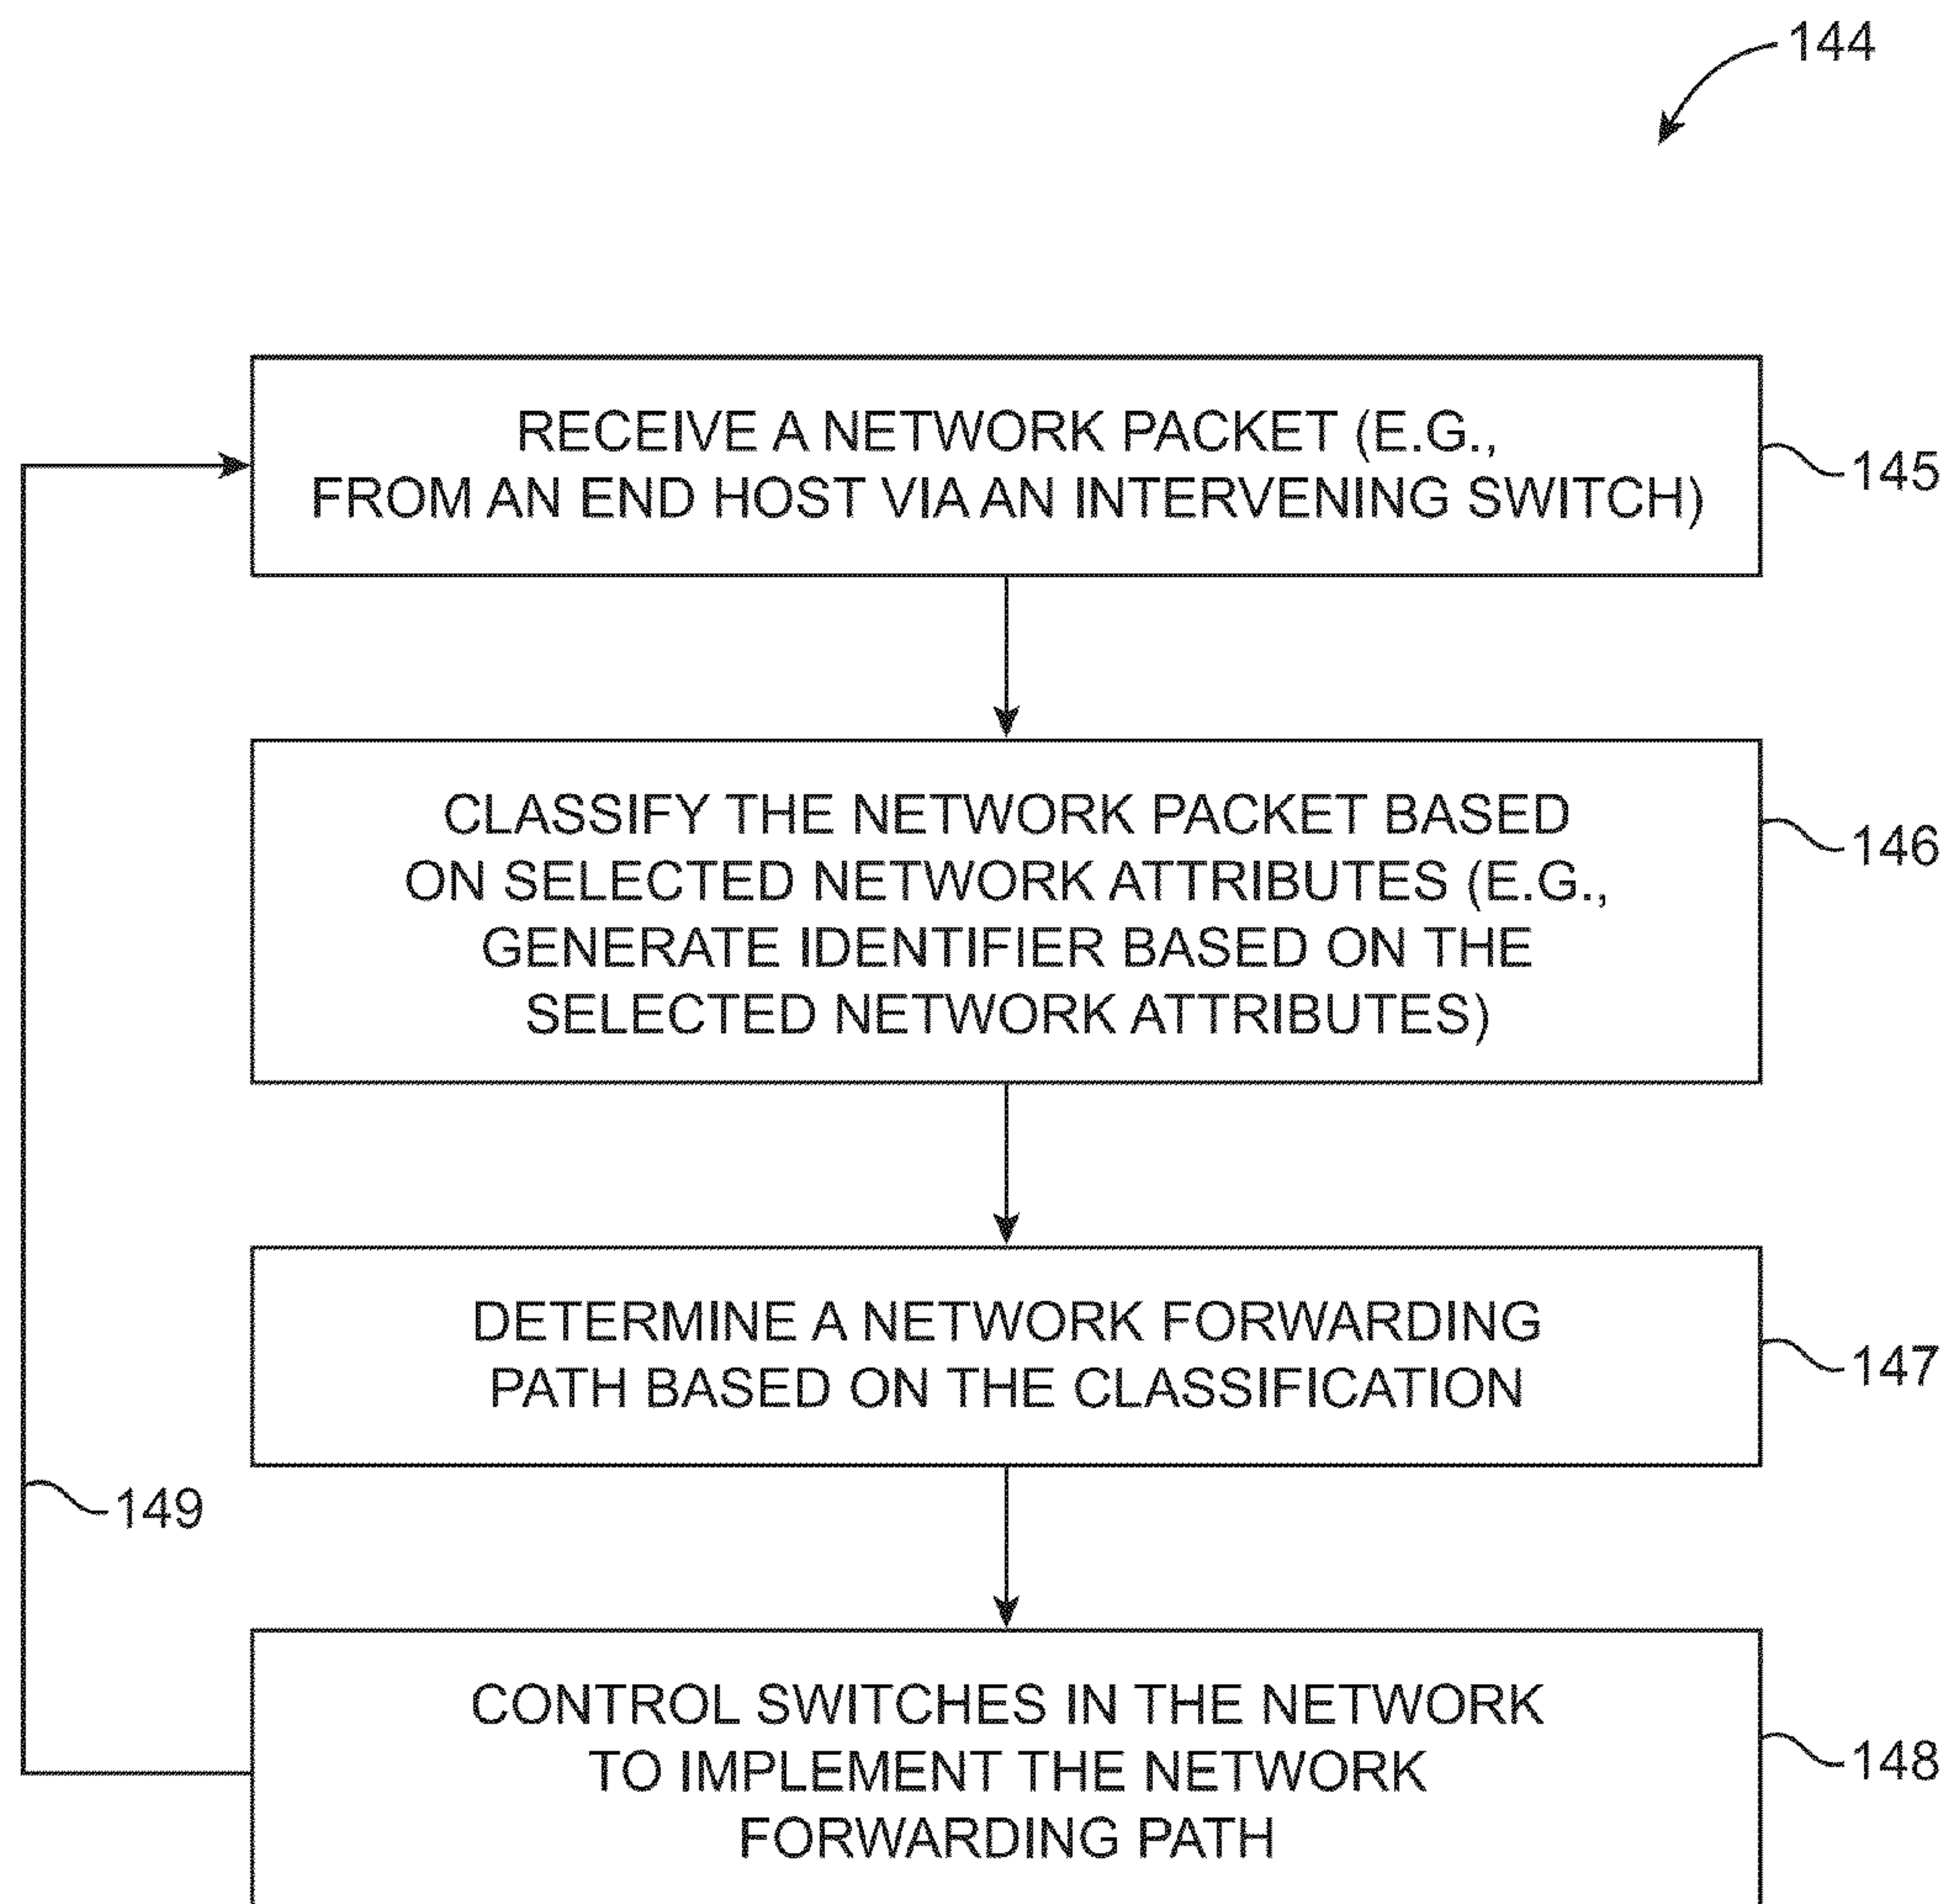 144
RECEIVE A NETWORK PACKET (E.G.,
FROM AN END HOST VIA AN INTERVENING SWITCH)
145
CLASSIFY THE NETWORK PACKET BASED
ON SELECTED NETWORK ATTRIBUTES (E.G.,
GENERATE IDENTIFIER BASED ON THE
SELECTED NETWORK ATTRIBUTES)
146
DETERMINE A NETWORK FORWARDING
PATH BASED ON THE CLASSIFICATION
147
149
CONTROL SWITCHES IN THE NETWORK
TO IMPLEMENT THE NETWORK
FORWARDING PATH
148